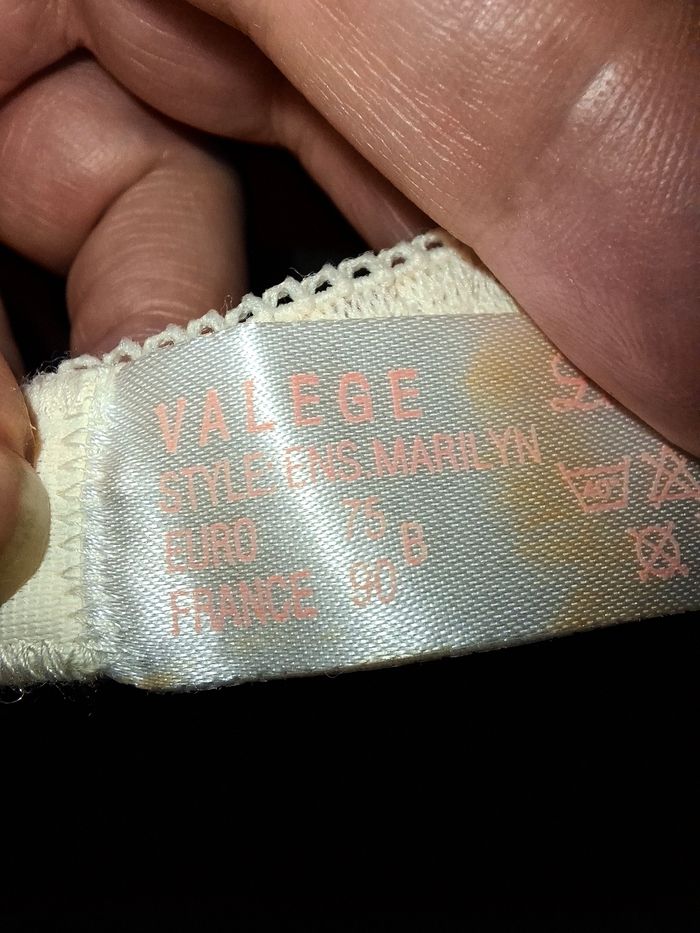 VALEGE
STYLE: ENS.MARILYN
EURO 75 B
FRANCE 90